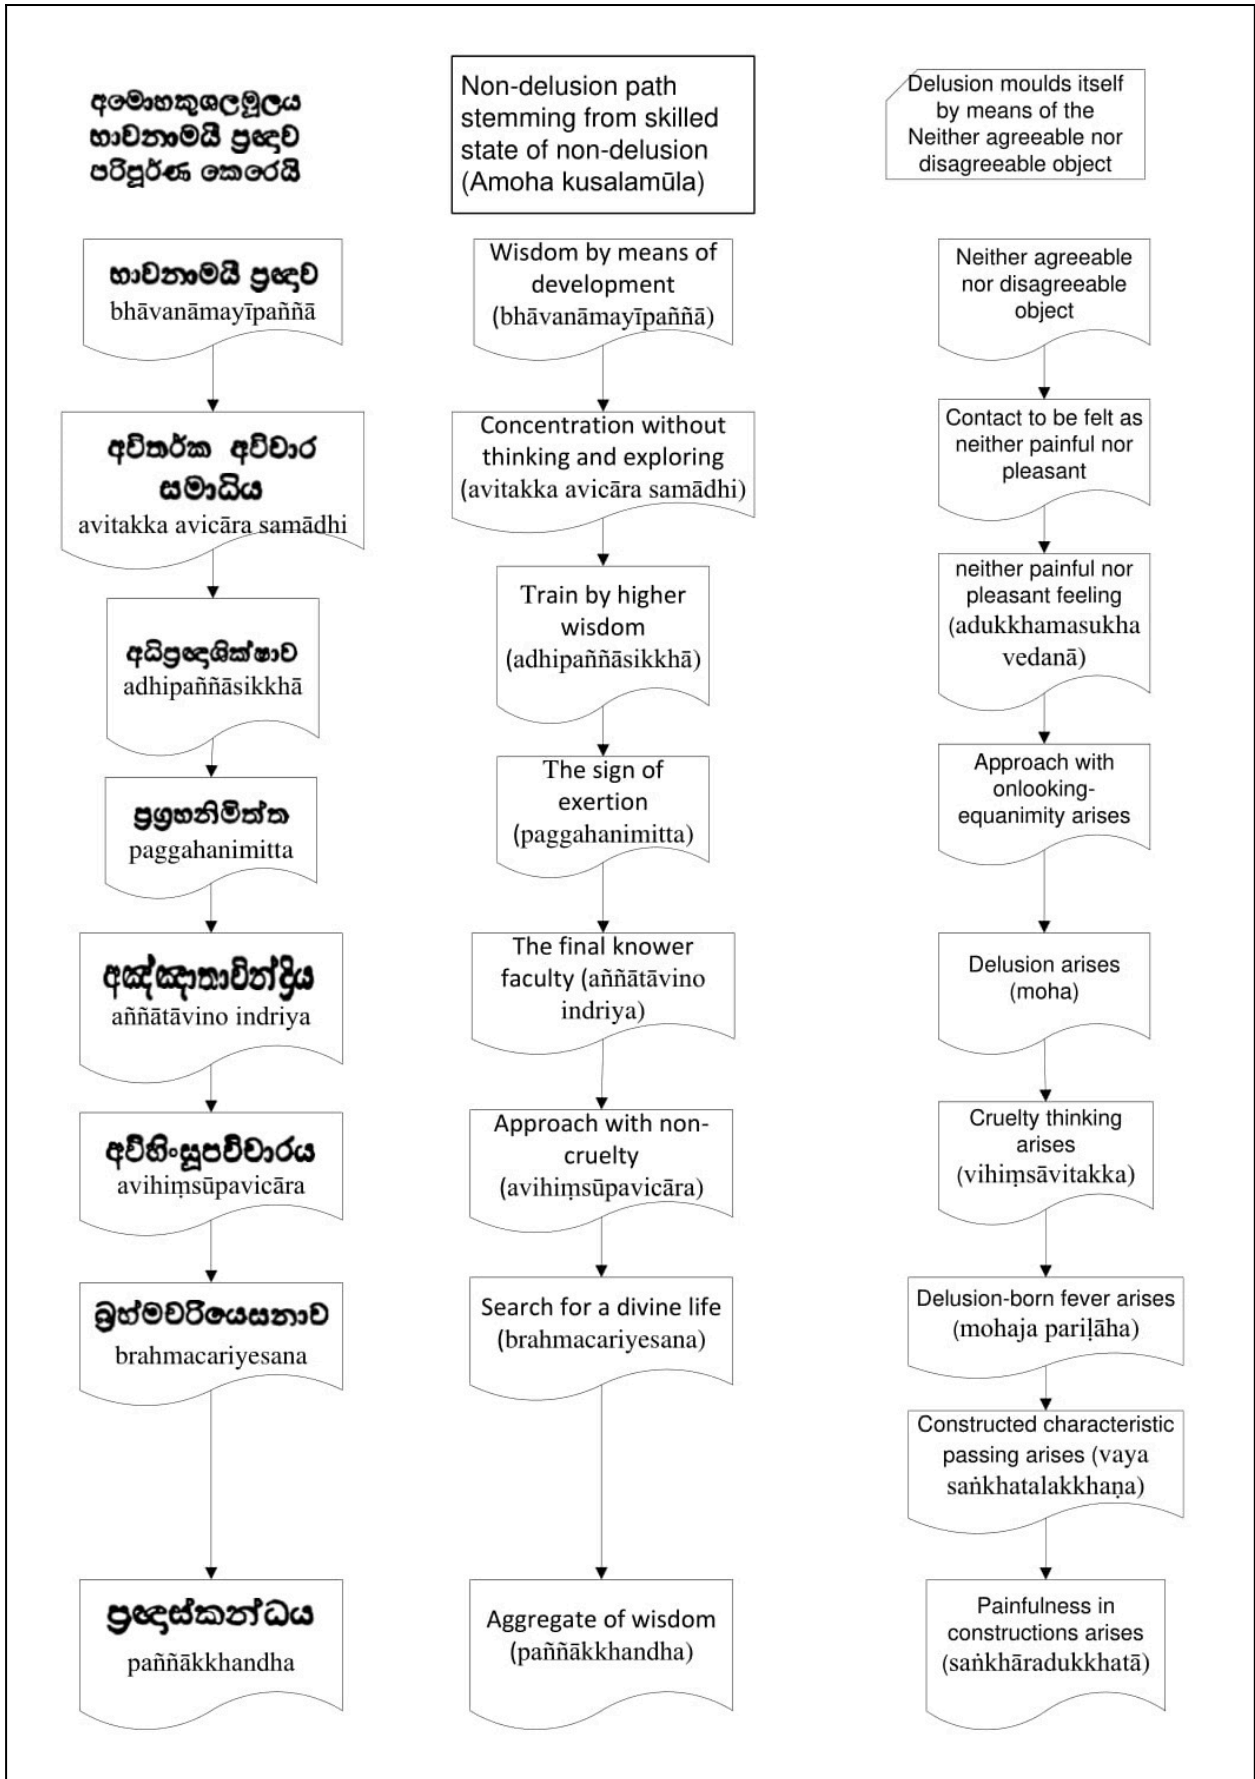 අමොහකුශලමූලය
භාවනාමයී ප්‍රඥාව
පරිපූර්ණ කෙරෙයි
Non-delusion path
stemming from skilled
state of non-delusion
(Amoha kusalamūla)
Delusion moulds itself
by means of the
Neither agreeable nor
disagreeable object
භාවනාමයී ප්‍රඥාව
bhāvanāmayīpaññā
Wisdom by means of
development
(bhāvanāmayīpaññā)
Neither agreeable
nor disagreeable
object
අවිතර්ක අවිචාර
සමාධිය
avitakka avicāra samādhi
Concentration without
thinking and exploring
(avitakka avicāra samādhi)
Contact to be felt as
neither painful nor
pleasant
අධිප්‍රඥාශික්ෂාව
adhipaññāsikkhā
Train by higher
wisdom
(adhipaññāsikkhā)
neither painful nor
pleasant feeling
(adukkhamasukha
vedanā)
ප්‍රග්‍රහනිමිත්ත
paggahanimitta
The sign of
exertion
(paggahanimitta)
Approach with
onlooking-
equanimity arises
අඤ්ඤාතාවින්ද්‍රිය
aññātāvino indriya
The final knower
faculty (aññātāvino
indriya)
Delusion arises
(moha)
අවිහිංසූපවිචාරය
avihiṃsūpavicāra
Approach with non-
cruelty
(avihiṃsūpavicāra)
Cruelty thinking
arises
(vihiṃsāvitakka)
බ්‍රහ්මචරියෙසනාව
brahmacariyesana
Search for a divine life
(brahmacariyesana)
Delusion-born fever arises
(mohaja pariḷāha)
Constructed characteristic
passing arises (vaya
saṅkhatalakkhaṇa)
ප්‍රඥාස්කන්ධය
paññākkhandha
Aggregate of wisdom
(paññākkhandha)
Painfulness in
constructions arises
(saṅkhāradukkhatā)